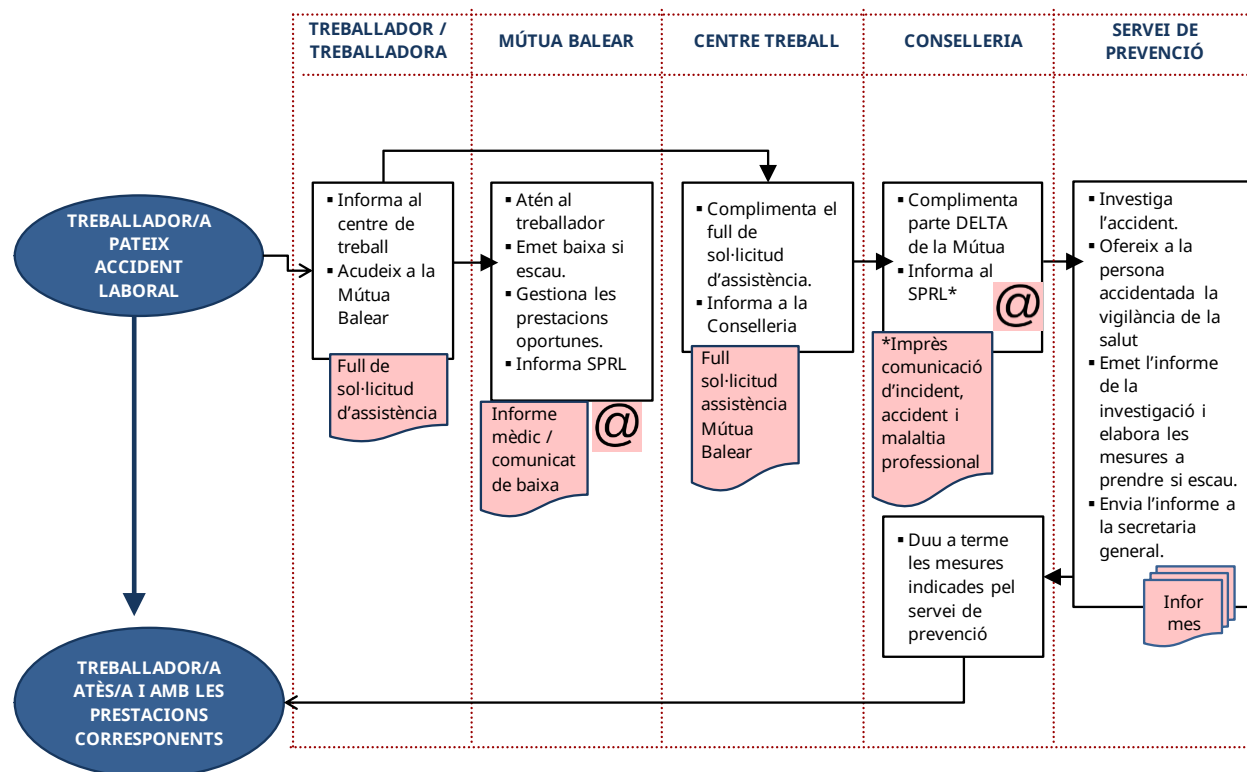 TREBALLADOR /
TREBALLADORA
MÚTUA BALEAR
CENTRE TREBALL
CONSELLERIA
SERVEI DE
PREVENCIÓ
TREBALLADOR/A
PATEIX
ACCIDENT
LABORAL
▪ Informa al
centre de
treball
▪ Acudeix a la
Mútua
Balear
Full de
sol·licitud
d’assistència
▪ Atén al
treballador
▪ Emet baixa si
escau.
▪ Gestiona les
prestacions
oportunes.
▪ Informa SPRL
Informe
mèdic /
comunicat
de baixa
@
▪ Complimenta el
full de
sol·licitud
d’assistència.
▪ Informa a la
Conselleria
Full
sol·licitud
assistència
Mútua
Balear
▪ Complimenta
parte DELTA
de la Mútua
▪ Informa al
SPRL*
@
*Imprès
comunicació
d’incident,
accident i
malaltia
professional
▪ Investiga
l’accident.
▪ Ofereix a la
persona
accidentada la
vigilància de la
salut
▪ Emet l’informe
de la
investigació i
elabora les
mesures a
prendre si escau.
▪ Envia l’informe a
la secretaria
general.
Infor
mes
▪ Duu a terme
les mesures
indicades pel
servei de
prevenció
TREBALLADOR/A
ATÈS/A I AMB LES
PRESTACIONS
CORRESPONENTS